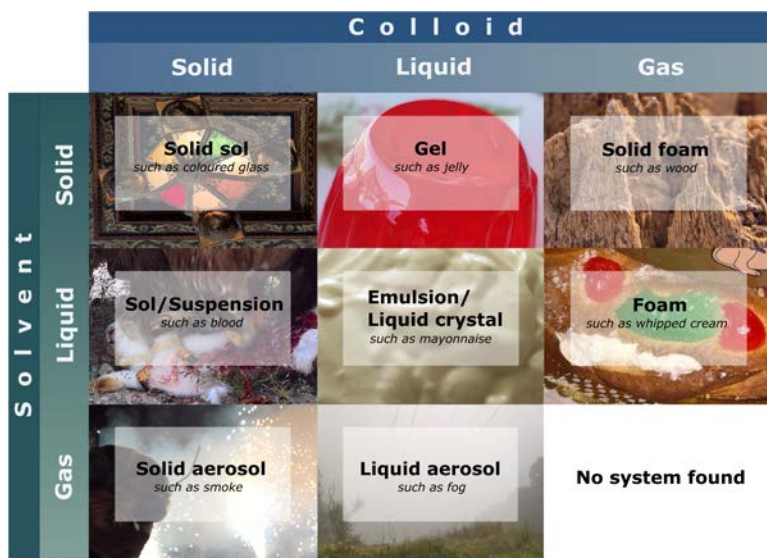 Colloid
Solid Liquid Gas
Solvent
Solid
Solid sol
such as coloured glass
Gel
such as jelly
Solid foam
such as wood
Liquid
Sol/Suspension
such as blood
Emulsion/
Liquid crystal
such as mayonnaise
Foam
such as whipped cream
Gas
Solid aerosol
such as smoke
Liquid aerosol
such as fog
No system found